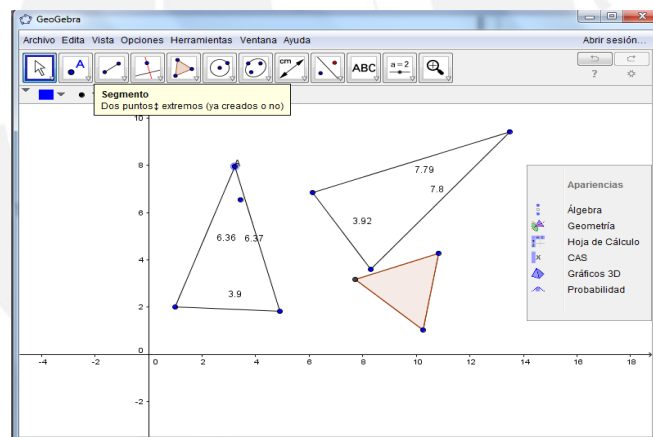 GeoGebra
Archivo Edita Vista Opciones Herramientas Ventana Ayuda Abrir sesión...
cm ABC a=2
?
Segmento
Dos puntos‡ extremos (ya creados o no)
10
8 A
7.79
7.8
6
3.92
6.36 6.37
4
3.9
2
0
-4 -2 0 2 4 6 8 10 12 14 16 18
-2
Apariencias
Álgebra
Geometría
Hoja de Cálculo
CAS
Gráficos 3D
Probabilidad